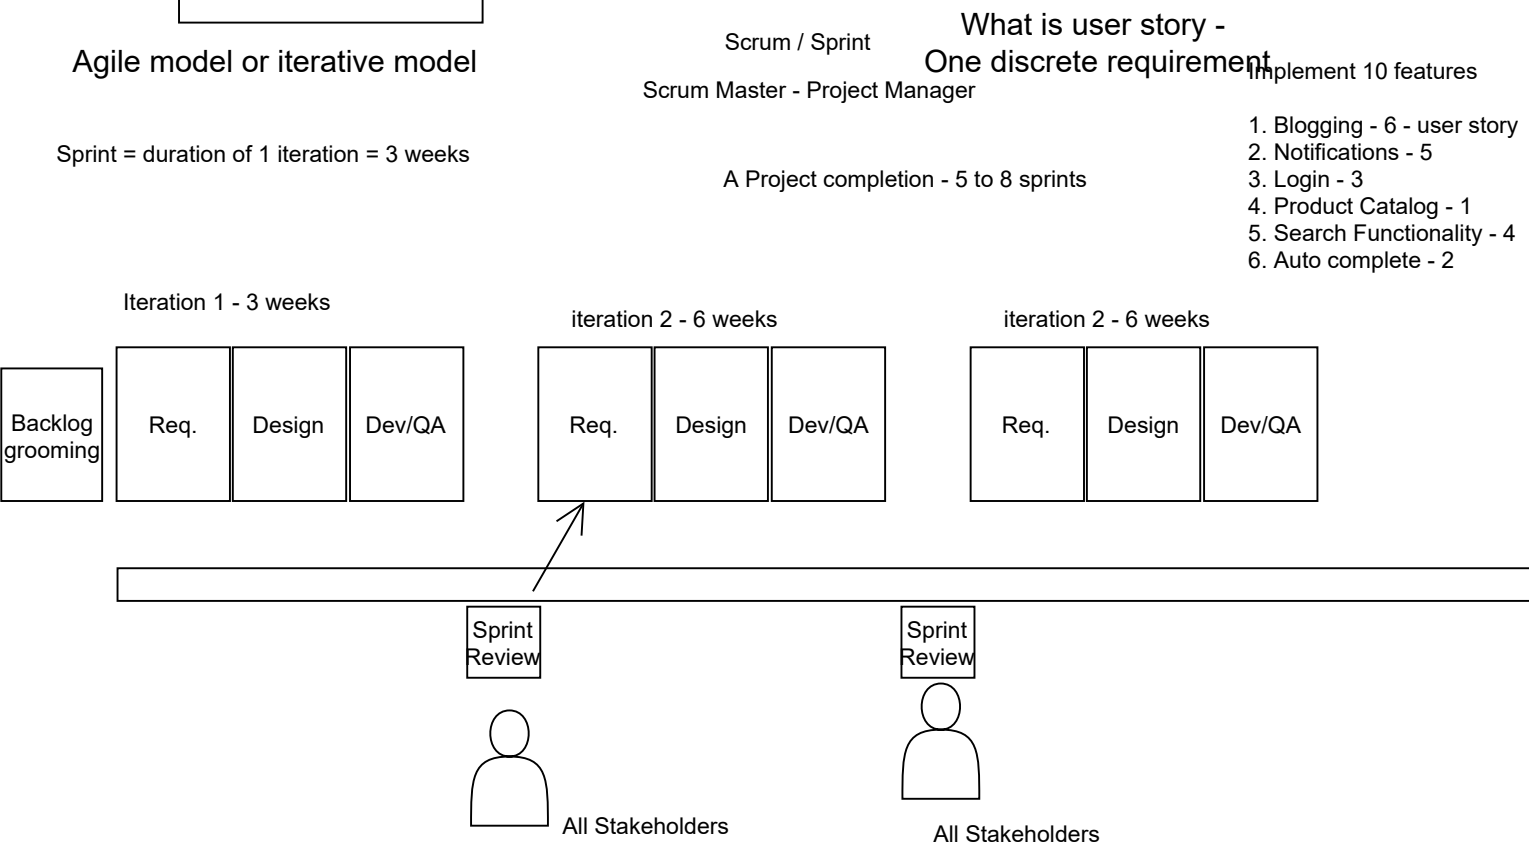 What is user story -
One discrete requirement
Agile model or iterative model
Scrum / Sprint
Scrum Master - Project Manager
Implement 10 features
Sprint = duration of 1 iteration = 3 weeks
A Project completion - 5 to 8 sprints
1. Blogging - 6 - user story
2. Notifications - 5
3. Login - 3
4. Product Catalog - 1
5. Search Functionality - 4
6. Auto complete - 2
Iteration 1 - 3 weeks
iteration 2 - 6 weeks
iteration 2 - 6 weeks
Backlog
grooming
Req.
Design
Dev/QA
Req.
Design
Dev/QA
Req.
Design
Dev/QA
Sprint
Review
Sprint
Review
All Stakeholders
All Stakeholders